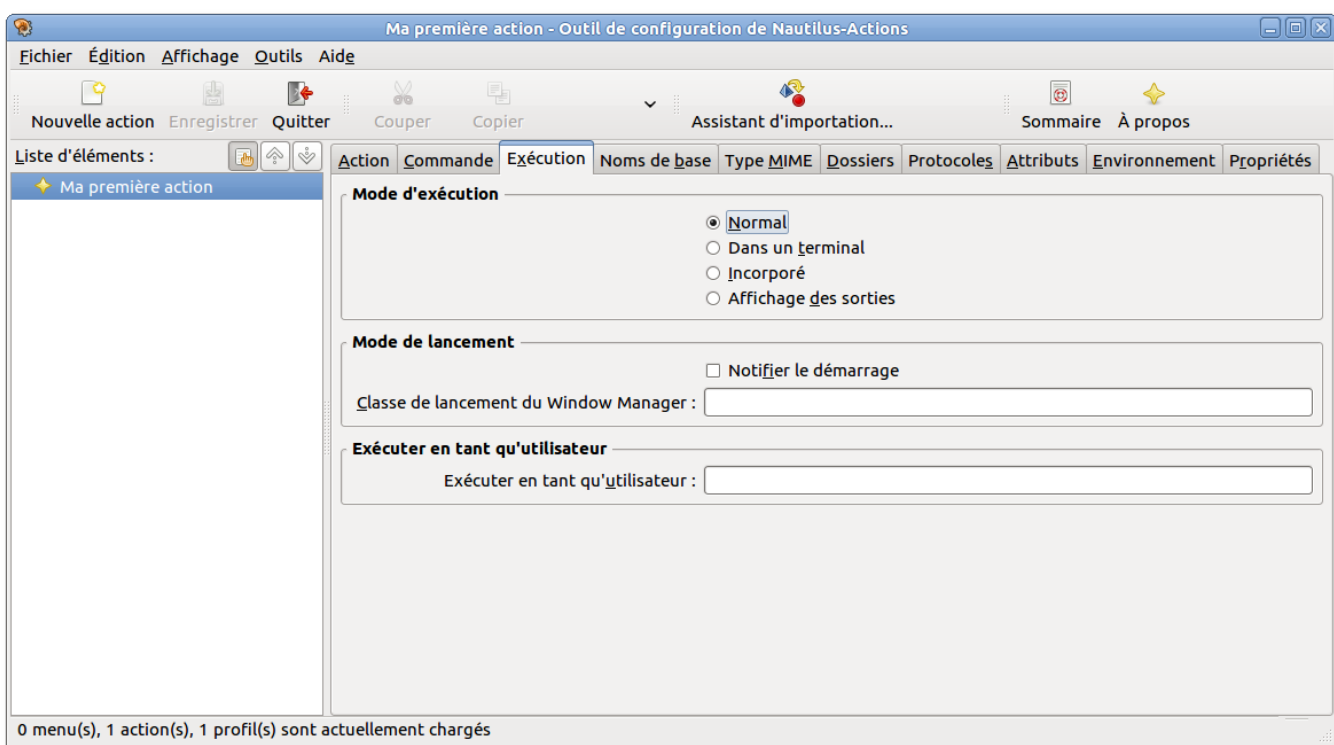 Ma première action - Outil de configuration de Nautilus-Actions
Fichier Édition Affichage Outils Aide
Nouvelle action Enregistrer Quitter Couper Copier Assistant d'importation... Sommaire À propos
Liste d'éléments :
Action Commande Exécution Noms de base Type MIME Dossiers Protocoles Attributs Environnement Propriétés
Ma première action
Mode d'exécution
Normal
Dans un terminal
Incorporé
Affichage des sorties
Mode de lancement
Notifier le démarrage
Classe de lancement du Window Manager :
Exécuter en tant qu'utilisateur
Exécuter en tant qu'utilisateur :
0 menu(s), 1 action(s), 1 profil(s) sont actuellement chargés